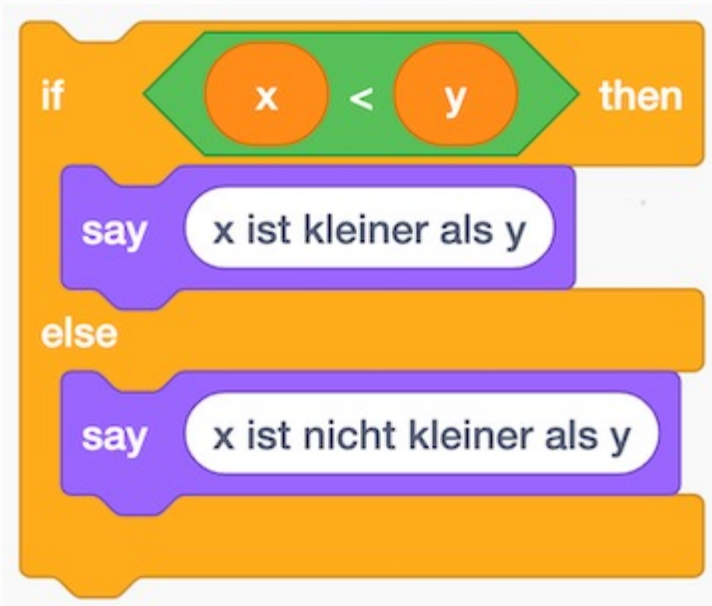 if x < y then
say x ist kleiner als y
else
say x ist nicht kleiner als y